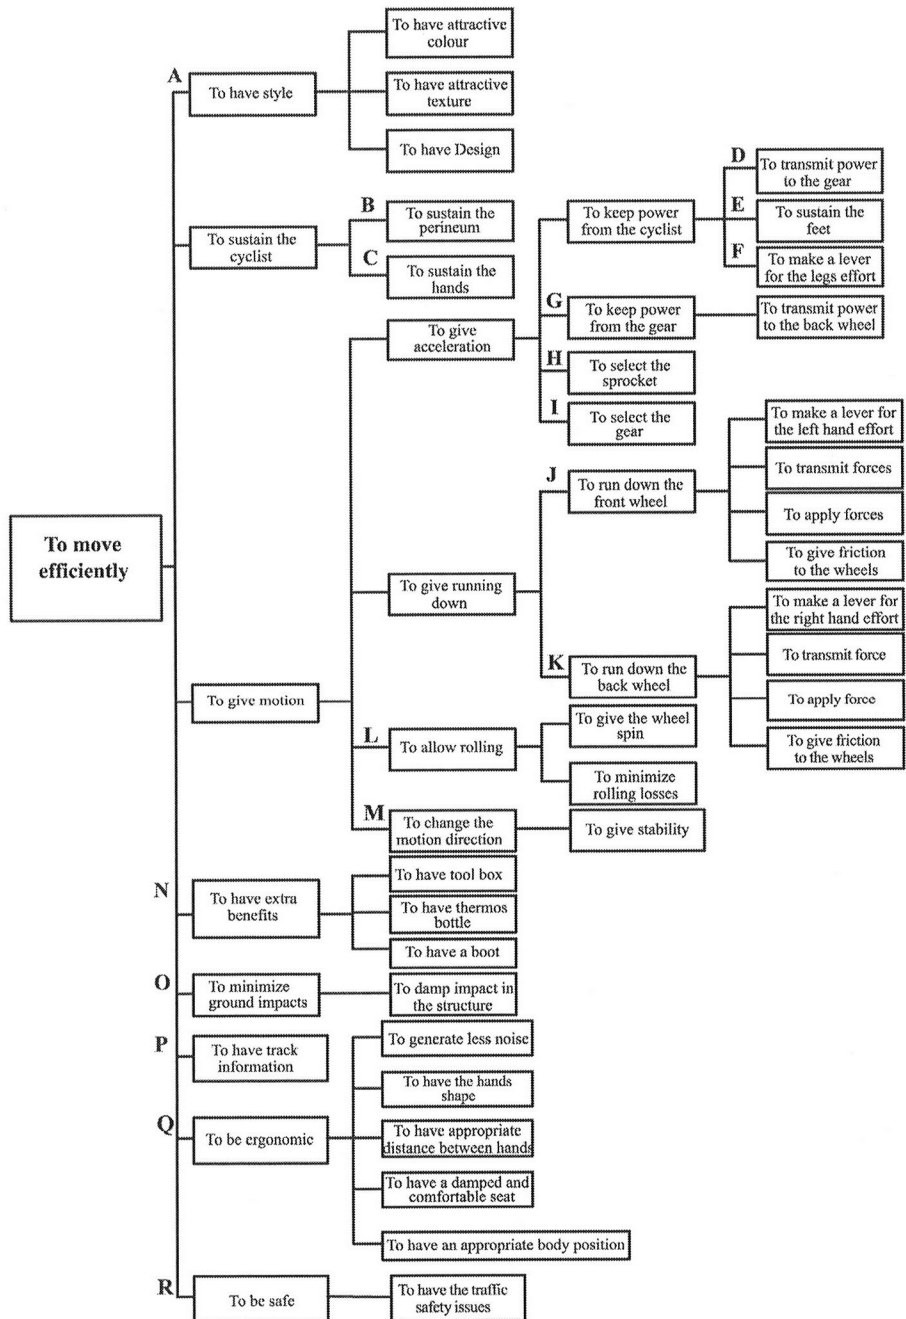 To move
efficiently
A
To have style
To have attractive
colour
To have attractive
texture
To have Design
To sustain the
cyclist
B
To sustain the
perineum
C
To sustain the
hands
To give motion
To give
acceleration
To keep power
from the cyclist
D
To transmit power
to the gear
E
To sustain the
feet
F
To make a lever
for the legs effort
G
To keep power
from the gear
To transmit power
to the back wheel
H
To select the
sprocket
I
To select the
gear
To give running
down
J
To run down the
front wheel
To make a lever for
the left hand effort
To transmit forces
To apply forces
To give friction
to the wheels
K
To run down the
back wheel
To make a lever for
the right hand effort
To transmit force
To apply force
To give friction
to the wheels
L
To allow rolling
To give the wheel
spin
To minimize
rolling losses
M
To change the
motion direction
To give stability
N
To have extra
benefits
To have tool box
To have thermos
bottle
To have a boot
O
To minimize
ground impacts
To damp impact in
the structure
P
To have track
information
Q
To be ergonomic
To generate less noise
To have the hands
shape
To have appropriate
distance between hands
To have a damped and
comfortable seat
To have an appropriate body position
R
To be safe
To have the traffic
safety issues